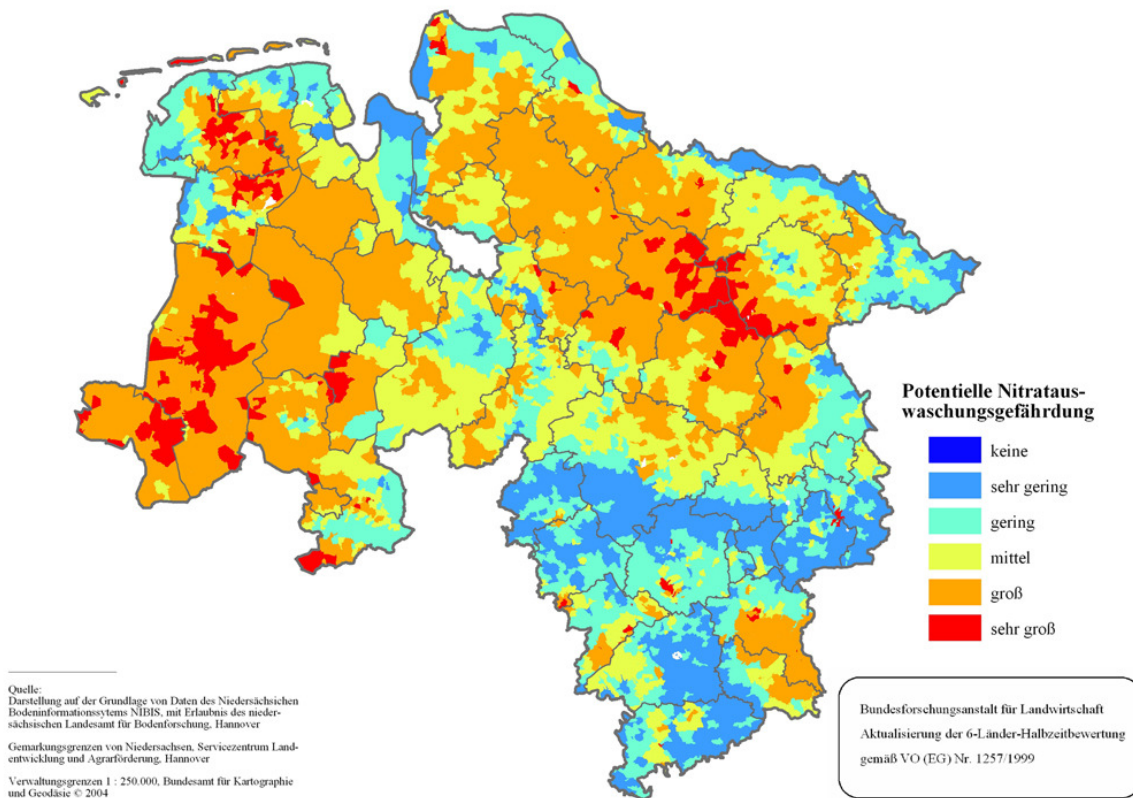 Potentielle Nitrataus-
waschungsgefährdung
keine
sehr gering
gering
mittel
groß
sehr groß
Quelle:
Darstellung auf der Grundlage von Daten des Niedersächsischen
Bodeninformationssytems NIBIS, mit Erlaubnis des nieder-
sächsischen Landesamt für Bodenforschung, Hannover
Gemarkungsgrenzen von Niedersachsen, Servicezentrum Land-
entwicklung und Agrarförderung, Hannover
Verwaltungsgrenzen 1 : 250.000, Bundesamt für Kartographie
und Geodäsie © 2004
Bundesforschungsanstalt für Landwirtschaft
Aktualisierung der 6-Länder-Halbzeitbewertung
gemäß VO (EG) Nr. 1257/1999